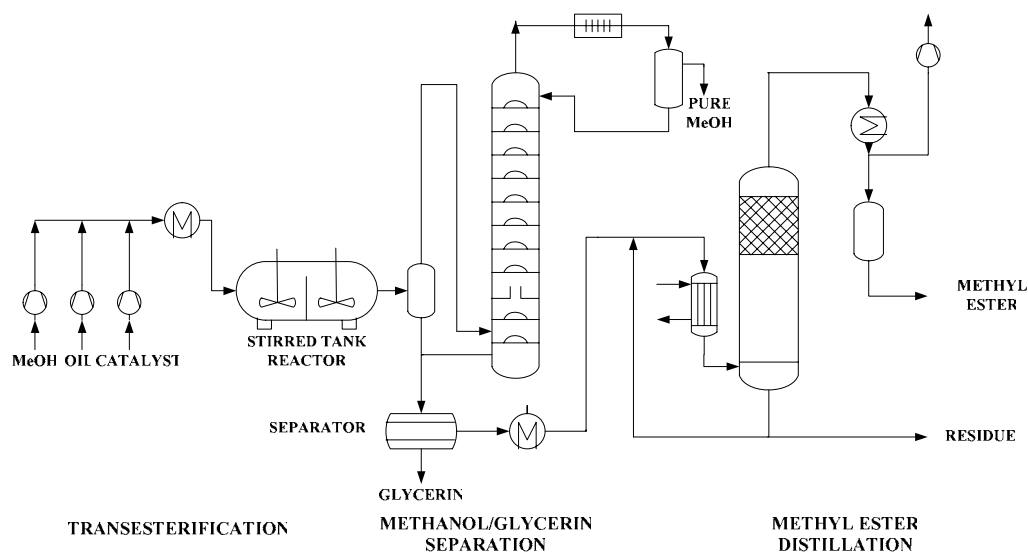 PURE
MeOH
METHYL
ESTER
STIRRED TANK
REACTOR
MeOH OIL CATALYST
SEPARATOR
RESIDUE
GLYCERIN
TRANSESTERIFICATION
METHANOL/GLYCERIN
SEPARATION
METHYL ESTER
DISTILLATION